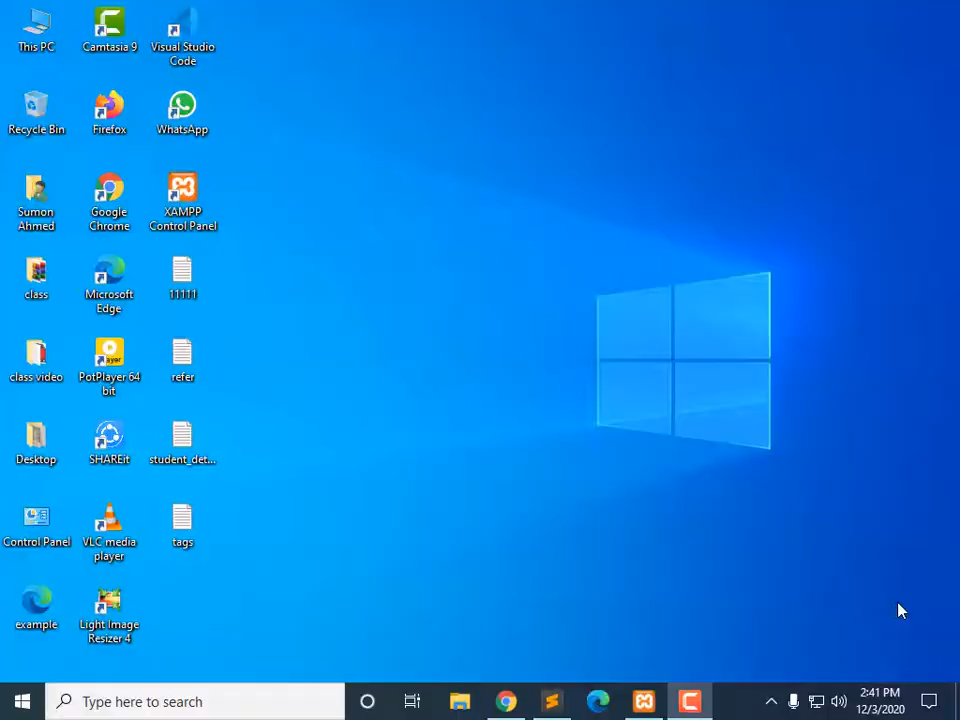 This PC
Camtasia 9
Visual Studio
Code
Recycle Bin
Firefox
WhatsApp
Sumon
Ahmed
Google
Chrome
XAMPP
Control Panel
class
Microsoft
Edge
11111
class video
PotPlayer 64
bit
refer
Desktop
SHAREit
student_det...
Control Panel
VLC media
player
tags
example
Light Image
Resizer 4
Type here to search
2:41 PM
12/3/2020